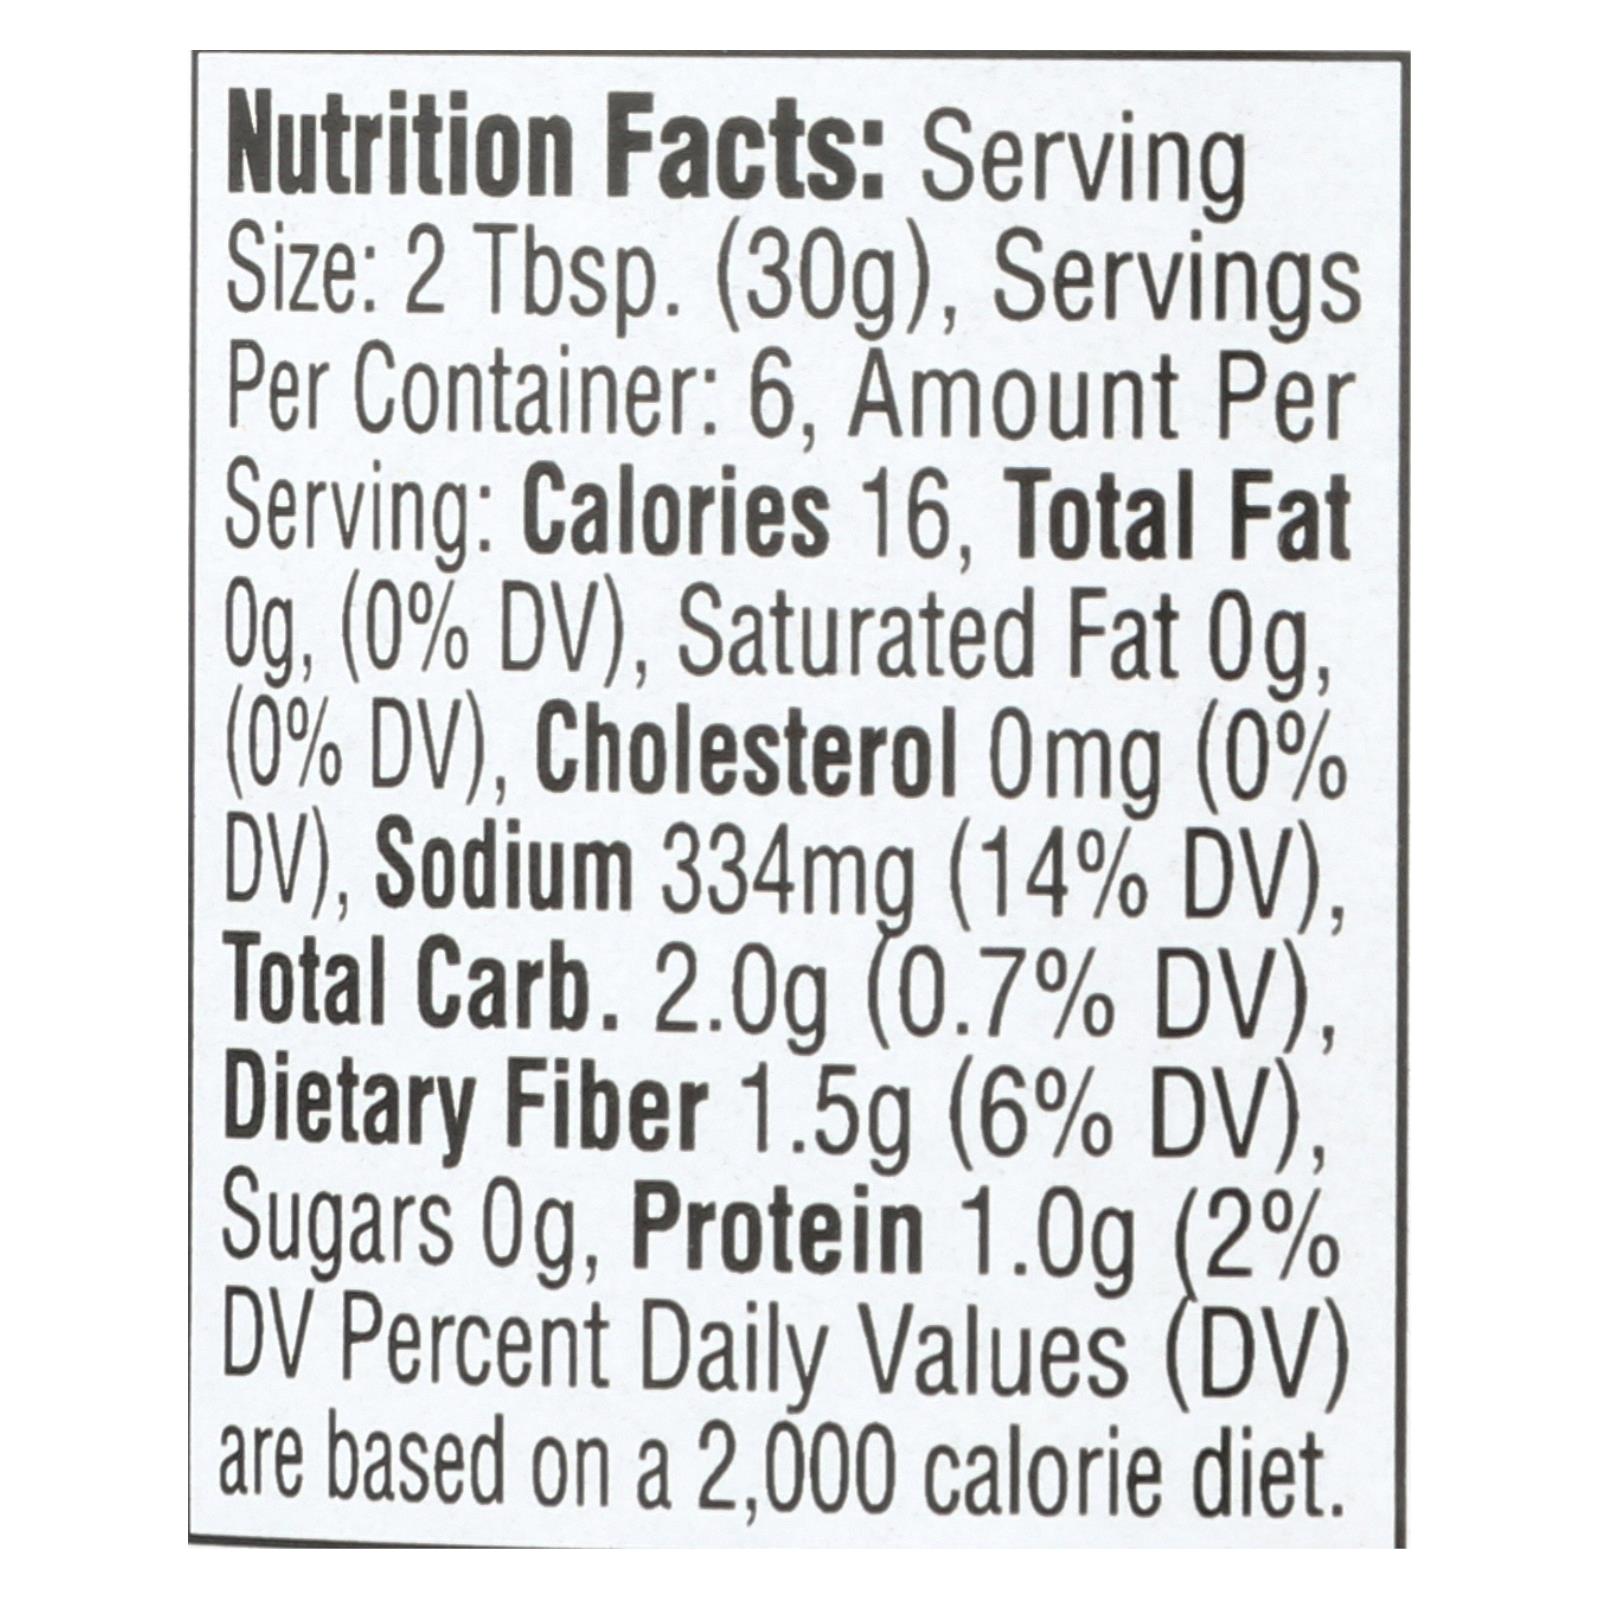 Nutrition Facts: Serving
Size: 2 Tbsp. (30g), Servings
Per Container: 6, Amount Per
Serving: Calories 16, Total Fat
0g, (0% DV), Saturated Fat 0g,
(0% DV), Cholesterol 0mg (0%
DV), Sodium 334mg (14% DV),
Total Carb. 2.0g (0.7% DV),
Dietary Fiber 1.5g (6% DV),
Sugars 0g, Protein 1.0g (2%
DV Percent Daily Values (DV)
are based on a 2,000 calorie diet.